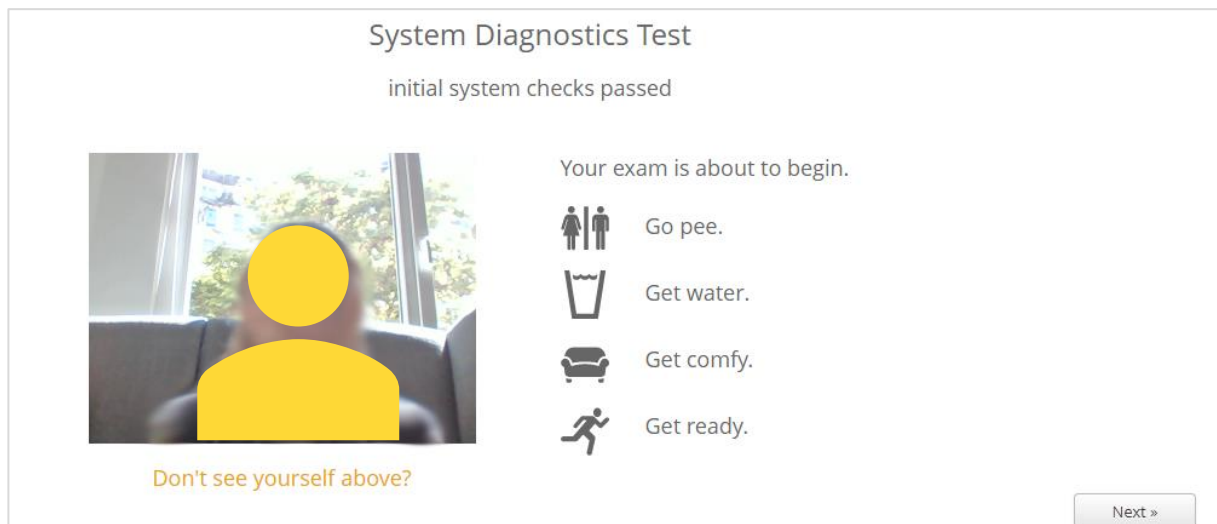 System Diagnostics Test
initial system checks passed
Your exam is about to begin.
Go pee.
Get water.
Get comfy.
Get ready.
Don't see yourself above?
Next »